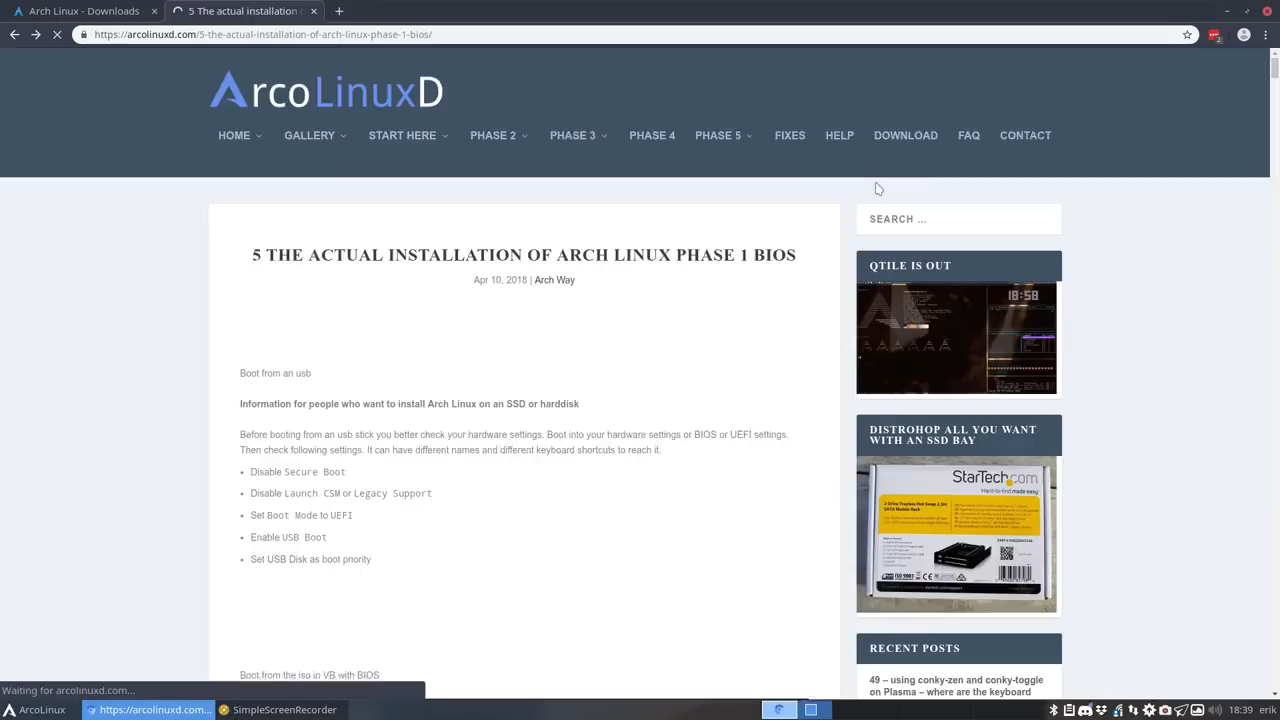 Arch Linux - Downloads
5 The actual installation o
https://arcolinuxd.com/5-the-actual-installation-of-arch-linux-phase-1-bios/
2
ArcoLinuxD
HOME GALLERY START HERE PHASE 2 PHASE 3 PHASE 4 PHASE 5 FIXES HELP DOWNLOAD FAQ CONTACT
5 THE ACTUAL INSTALLATION OF ARCH LINUX PHASE 1 BIOS
Apr 10, 2018 | Arch Way
Boot from an usb
Information for people who want to install Arch Linux on an SSD or harddisk
Before booting from an usb stick you better check your hardware settings. Boot into your hardware settings or BIOS or UEFI settings.
Then check following settings. It can have different names and different keyboard shortcuts to reach it.
• Disable Secure Boot
• Disable Launch CSM or Legacy Support
• Set Boot Mode to UEFI
• Enable USB Boot
• Set USB Disk as boot priority
Boot from the iso in VB with BIOS
SEARCH ...
QTILE IS OUT
18:58
DISTROHOP ALL YOU WANT
WITH AN SSD BAY
StarTech.com
Hard-to-find made easy
ISO 9001
RECENT POSTS
49 – using conky-zen and conky-toggle
on Plasma – where are the keyboard
Waiting for arcolinuxd.com...
ArcoLinux
https://arcolinuxd.com...
SimpleScreenRecorder
18:39 erik